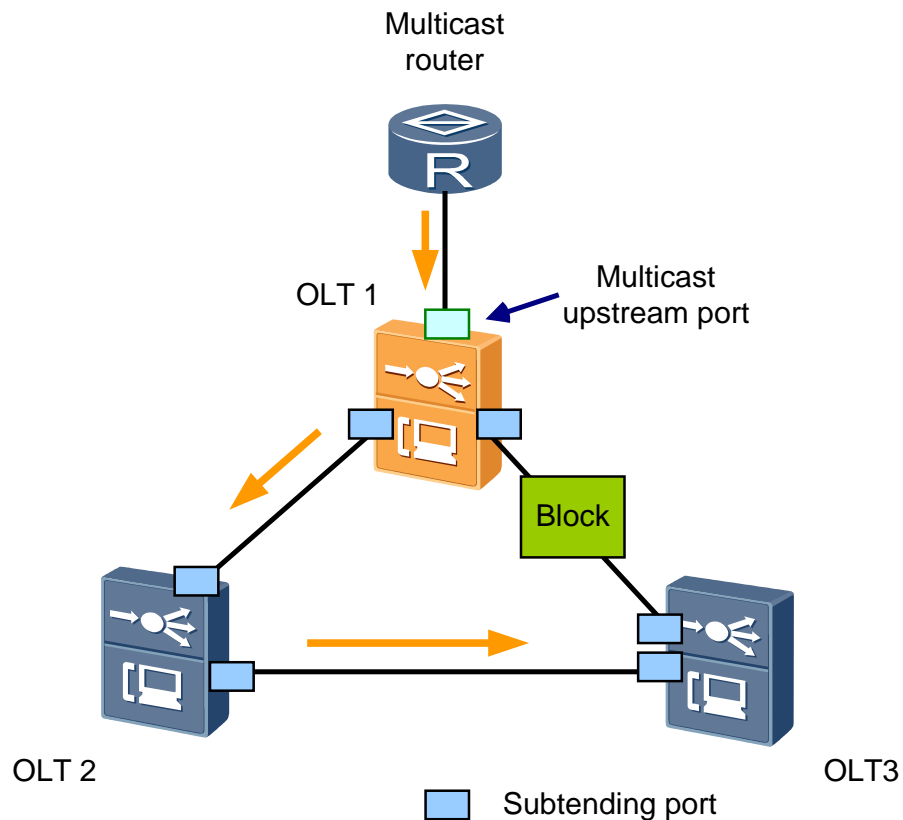 Multicast
router
R
OLT 1
Multicast
upstream port
Block
OLT 2
OLT3
Subtending port